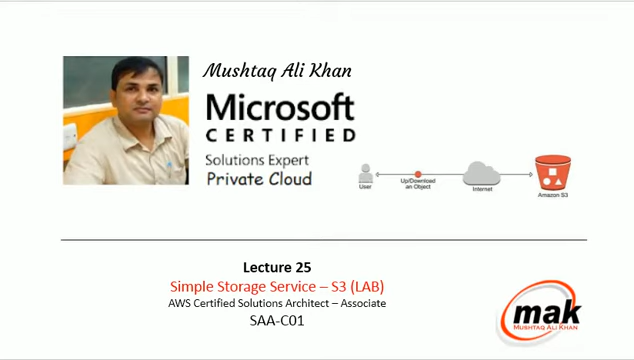 Mushtaq Ali Khan
Microsoft
CERTIFIED
Solutions Expert
Private Cloud
User
Up/Download
an Object
Internet
Amazon S3
Lecture 25
Simple Storage Service – S3 (LAB)
AWS Certified Solutions Architect – Associate
SAA-C01
mak
MUSHTAQ ALI KHAN